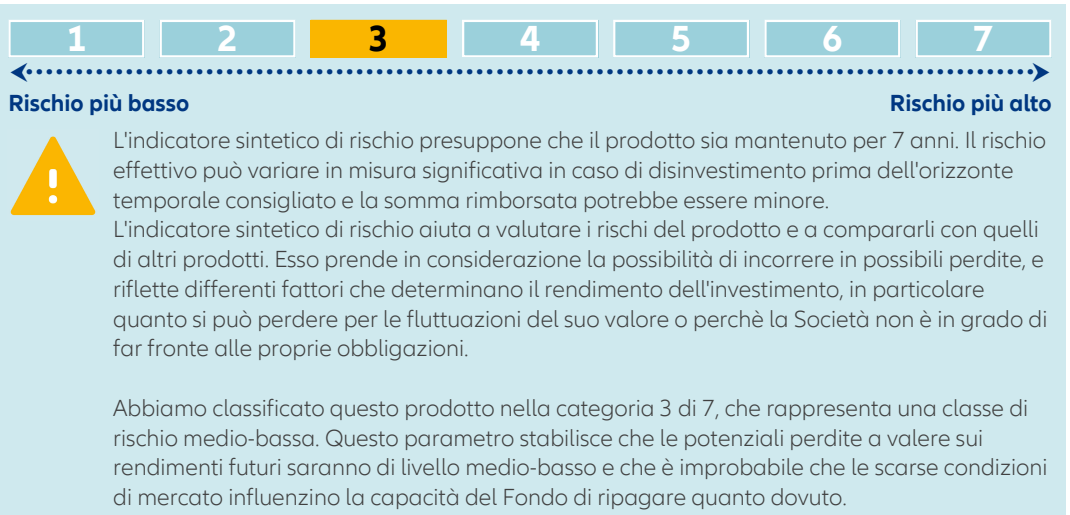 1 2 3 4 5 6 7
Rischio più basso Rischio più alto
L'indicatore sintetico di rischio presuppone che il prodotto sia mantenuto per 7 anni. Il rischio
effettivo può variare in misura significativa in caso di disinvestimento prima dell'orizzonte
temporale consigliato e la somma rimborsata potrebbe essere minore.
L'indicatore sintetico di rischio aiuta a valutare i rischi del prodotto e a compararli con quelli
di altri prodotti. Esso prende in considerazione la possibilità di incorrere in possibili perdite, e
riflette differenti fattori che determinano il rendimento dell'investimento, in particolare
quanto si può perdere per le fluttuazioni del suo valore o perchè la Società non è in grado di
far fronte alle proprie obbligazioni.
Abbiamo classificato questo prodotto nella categoria 3 di 7, che rappresenta una classe di
rischio medio-bassa. Questo parametro stabilisce che le potenziali perdite a valere sui
rendimenti futuri saranno di livello medio-basso e che è improbabile che le scarse condizioni
di mercato influenzino la capacità del Fondo di ripagare quanto dovuto.